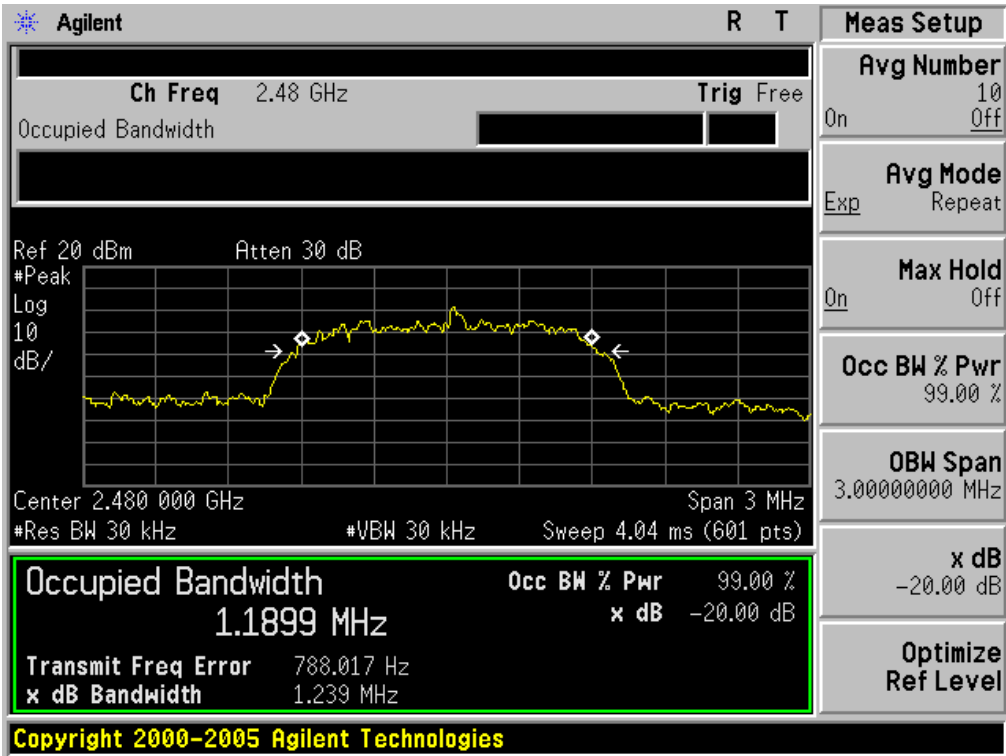 Agilent R T
Ch Freq 2.48 GHz Trig Free
Occupied Bandwidth
Ref 20 dBm Atten 30 dB
#Peak
Log
10
dB/
Center 2.480 000 GHz Span 3 MHz
#Res BW 30 kHz #VBW 30 kHz Sweep 4.04 ms (601 pts)
Occupied Bandwidth Occ BW % Pwr 99.00 %
1.1899 MHz x dB -20.00 dB
Transmit Freq Error 788.017 Hz
x dB Bandwidth 1.239 MHz
Copyright 2000-2005 Agilent Technologies
Meas Setup
Avg Number
10
On Off
Avg Mode
Exp Repeat
Max Hold
On Off
Occ BW % Pwr
99.00 %
OBW Span
3.00000000 MHz
x dB
-20.00 dB
Optimize
Ref Level